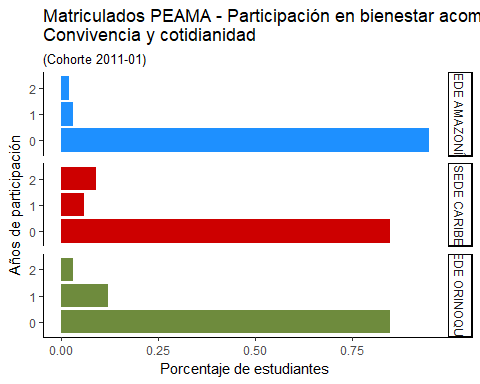 Matriculados PEAMA - Participación en bienestar acom
Convivencia y cotidianidad
(Cohorte 2011-01)
Años de participación
2
1
0
EDE AMAZONÍ
2
1
0
SEDE CARIBE
2
1
0
EDE ORINOQU
0.00 0.25 0.50 0.75
Porcentaje de estudiantes